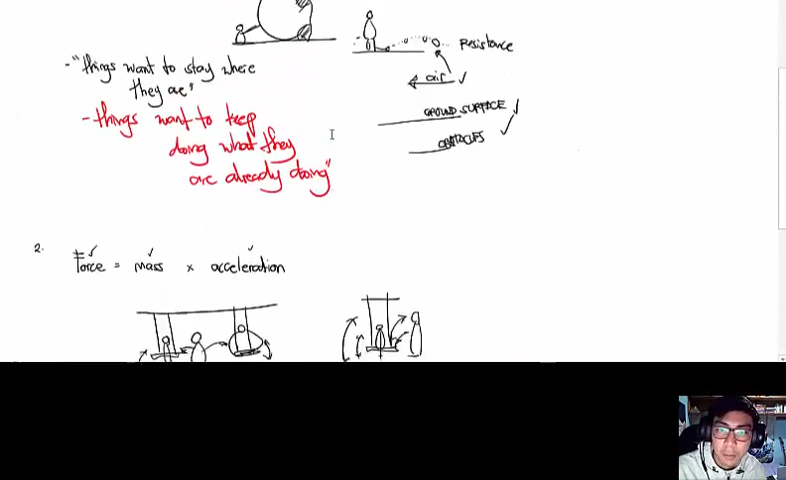 - "things want to stay where
they are"
- things want to keep
doing what they
are already doing"
resistance
air ✓
GROUND SURFACE ✓
OBSTACLES ✓
2.
Force = mass x acceleration